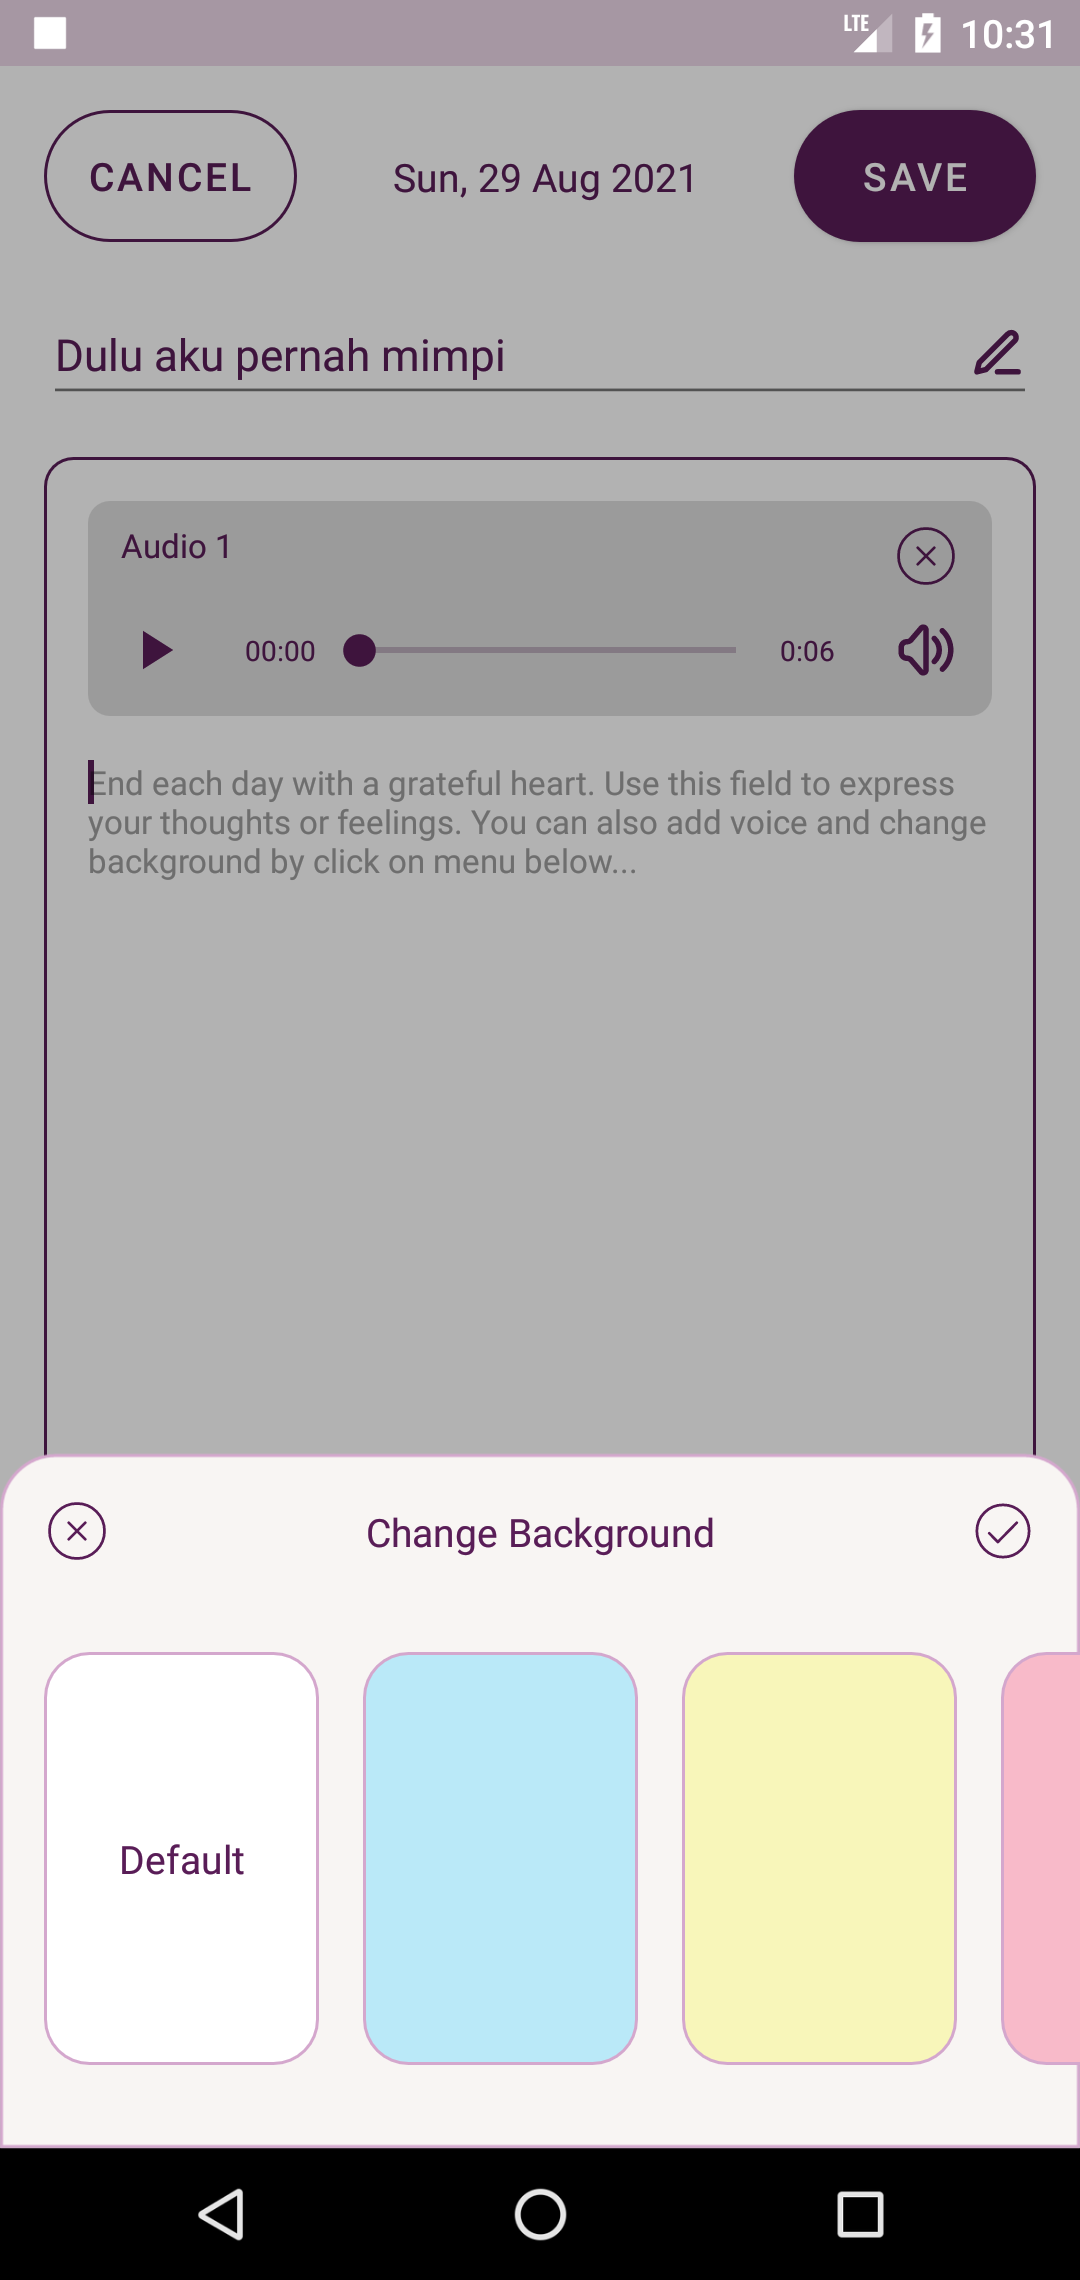 LTE 10:31
CANCEL Sun, 29 Aug 2021 SAVE
Dulu aku pernah mimpi
Audio 1
00:00 0:06
End each day with a grateful heart. Use this field to express
your thoughts or feelings. You can also add voice and change
background by click on menu below...
Change Background
Default